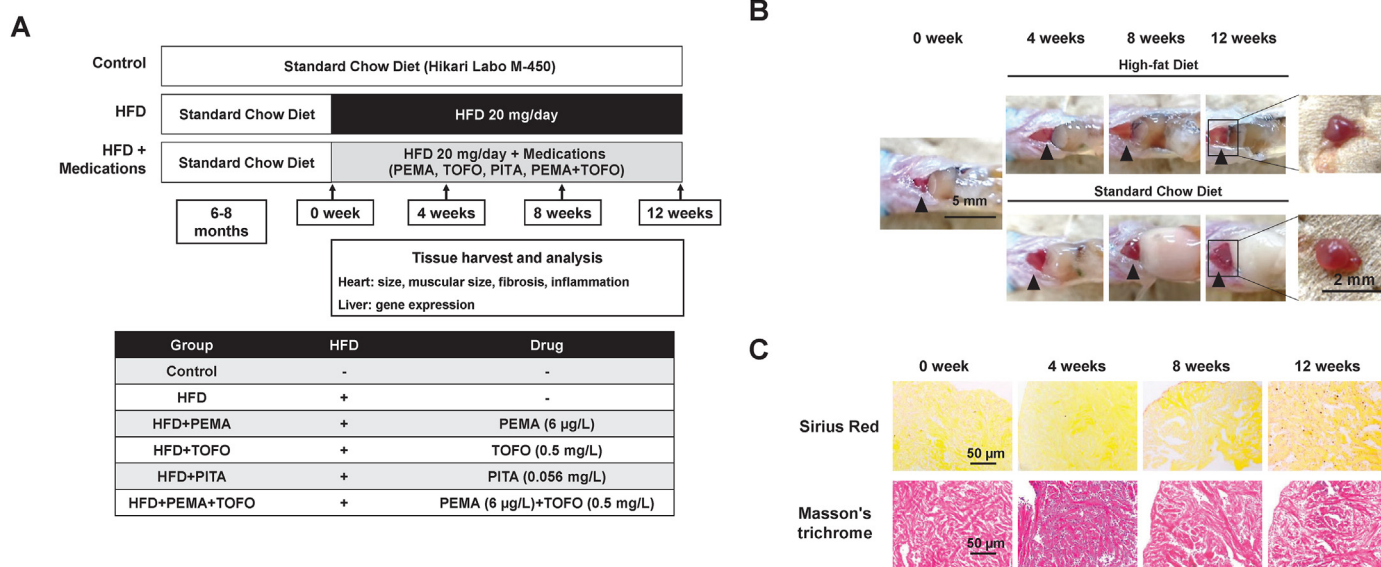 A
Control
Standard Chow Diet (Hikari Labo M-450)
HFD
Standard Chow Diet
HFD 20 mg/day
HFD +
Medications
Standard Chow Diet
HFD 20 mg/day + Medications
(PEMA, TOFO, PITA, PEMA+TOFO)
6-8
months
0 week
4 weeks
8 weeks
12 weeks
Tissue harvest and analysis
Heart: size, muscular size, fibrosis, inflammation
Liver: gene expression
Group HFD Drug
Control - -
HFD + -
HFD+PEMA + PEMA (6 µg/L)
HFD+TOFO + TOFO (0.5 mg/L)
HFD+PITA + PITA (0.056 mg/L)
HFD+PEMA+TOFO + PEMA (6 µg/L)+TOFO (0.5 mg/L)
B
0 week 4 weeks 8 weeks 12 weeks
High-fat Diet
5 mm
Standard Chow Diet
2 mm
C
0 week 4 weeks 8 weeks 12 weeks
Sirius Red
50 µm
Masson's
trichrome
50 µm